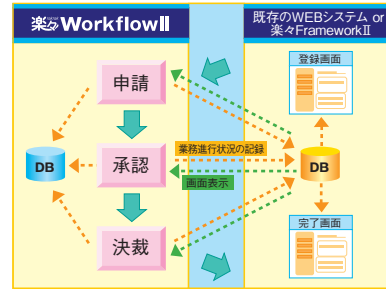 楽々WorkflowⅡ
既存のWEBシステム or
楽々FrameworkⅡ
登録画面
申請
業務進行状況の記録
DB
承認
DB
画面表示
完了画面
決裁